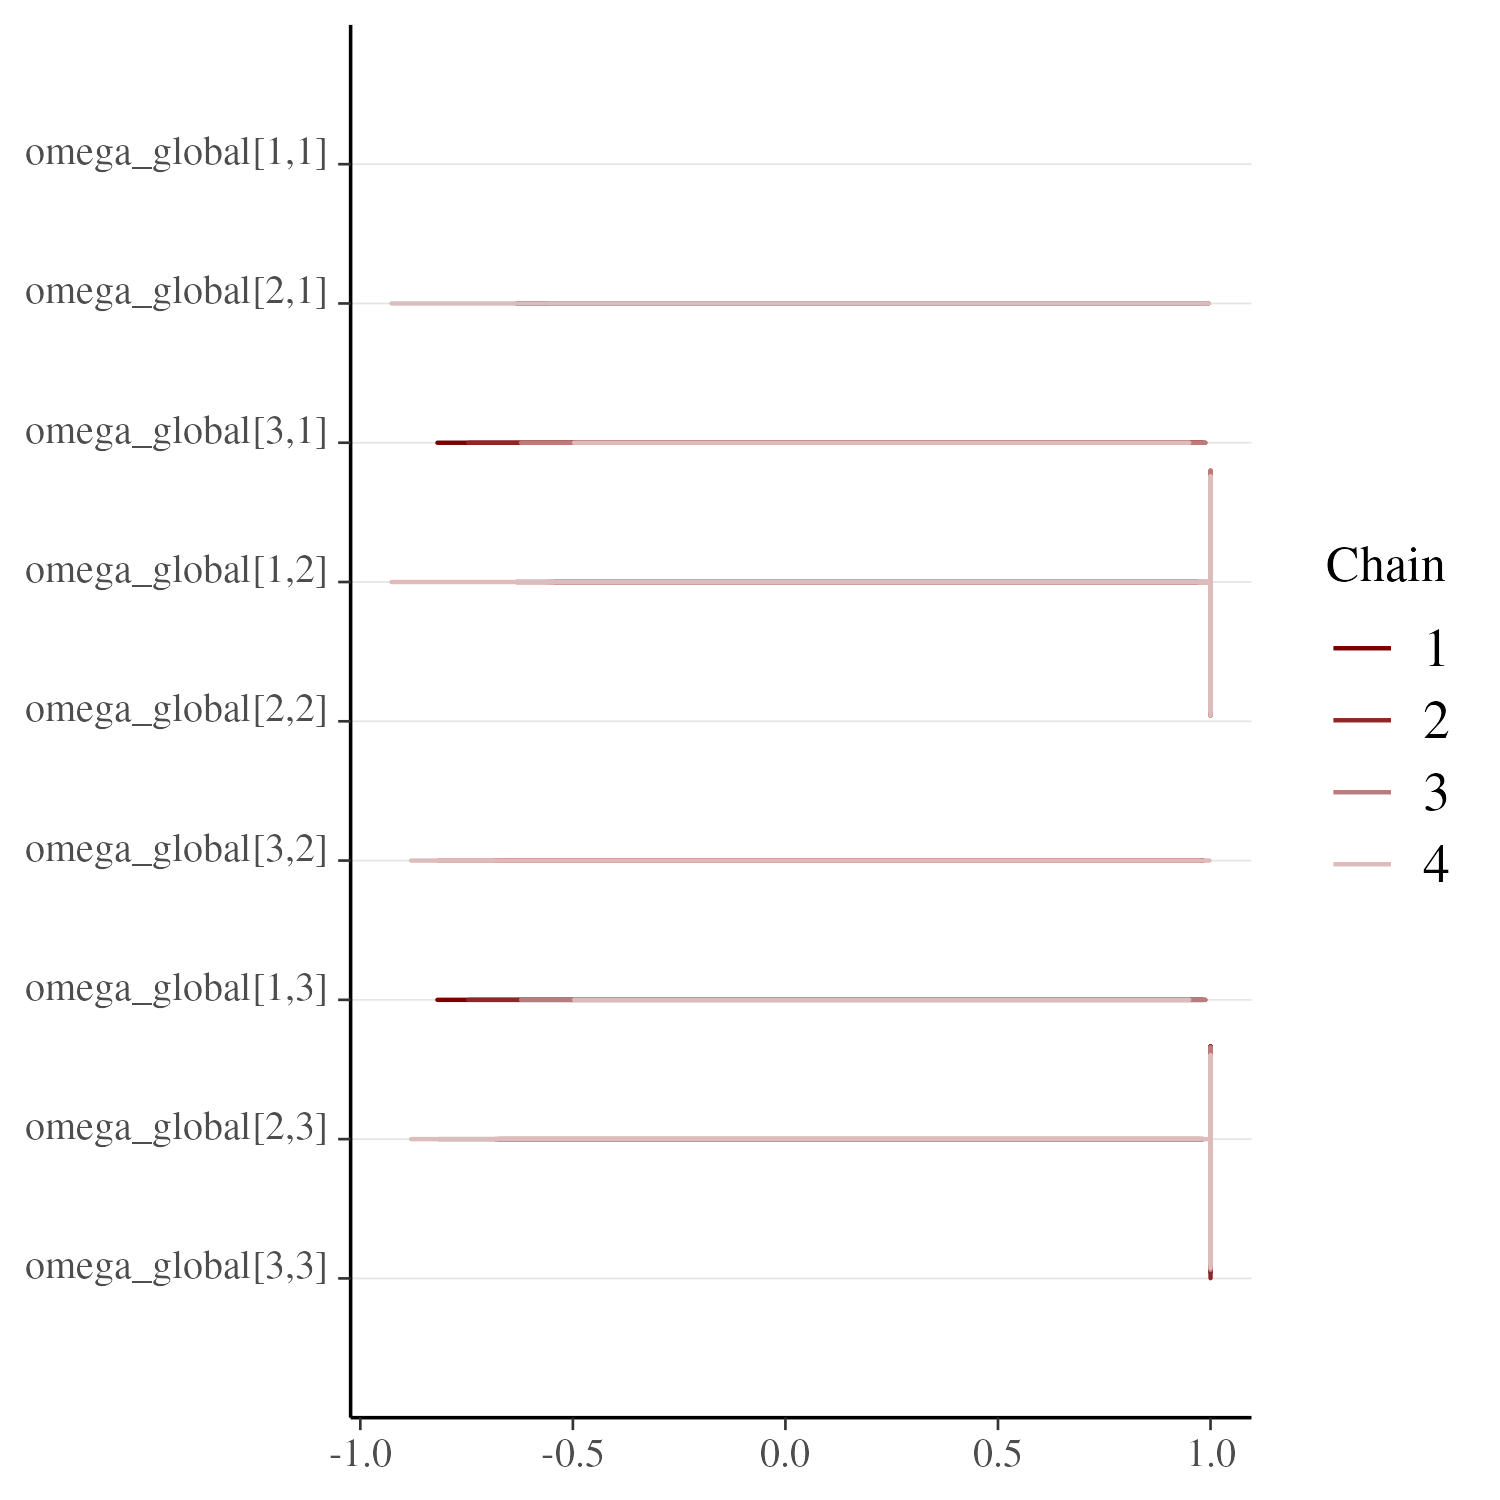 omega_global[1,1]
omega_global[2,1]
omega_global[3,1]
omega_global[1,2]
omega_global[2,2]
omega_global[3,2]
omega_global[1,3]
omega_global[2,3]
omega_global[3,3]
-1.0 -0.5 0.0 0.5 1.0
Chain
1
2
3
4